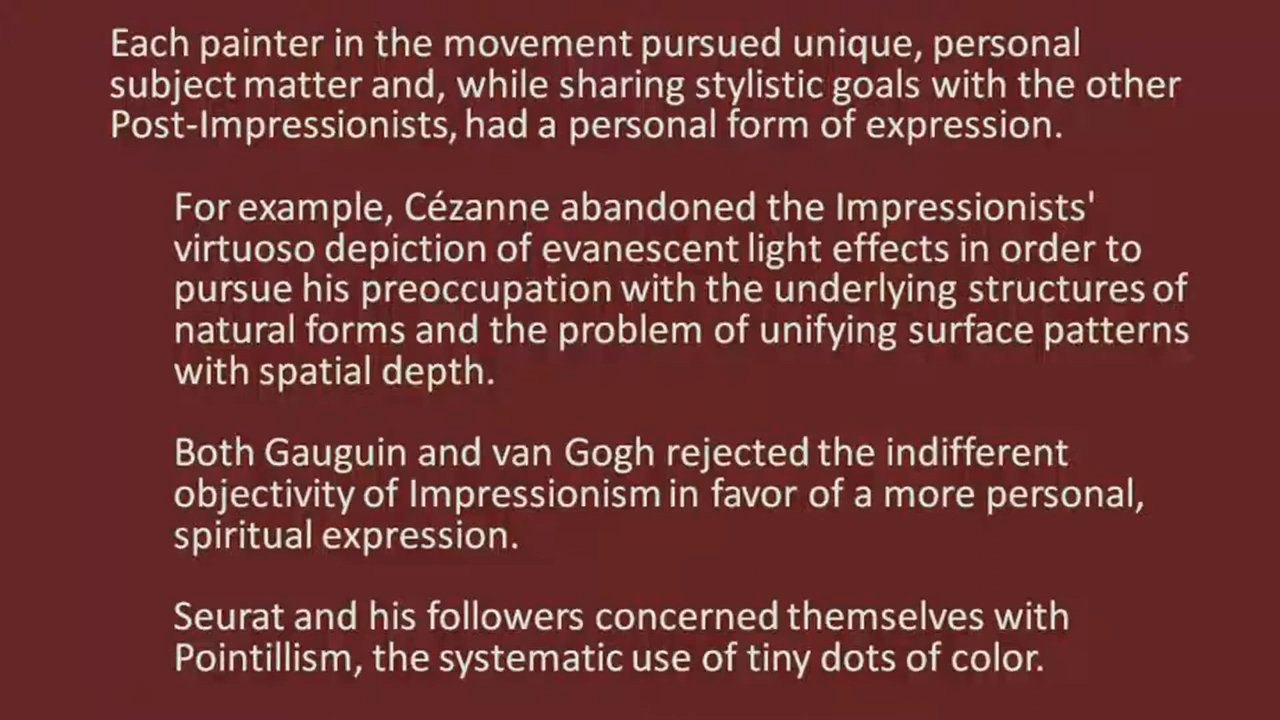 Each painter in the movement pursued unique, personal
subject matter and, while sharing stylistic goals with the other
Post-Impressionists, had a personal form of expression.
For example, Cézanne abandoned the Impressionists'
virtuoso depiction of evanescent light effects in order to
pursue his preoccupation with the underlying structures of
natural forms and the problem of unifying surface patterns
with spatial depth.
Both Gauguin and van Gogh rejected the indifferent
objectivity of Impressionism in favor of a more personal,
spiritual expression.
Seurat and his followers concerned themselves with
Pointillism, the systematic use of tiny dots of color.